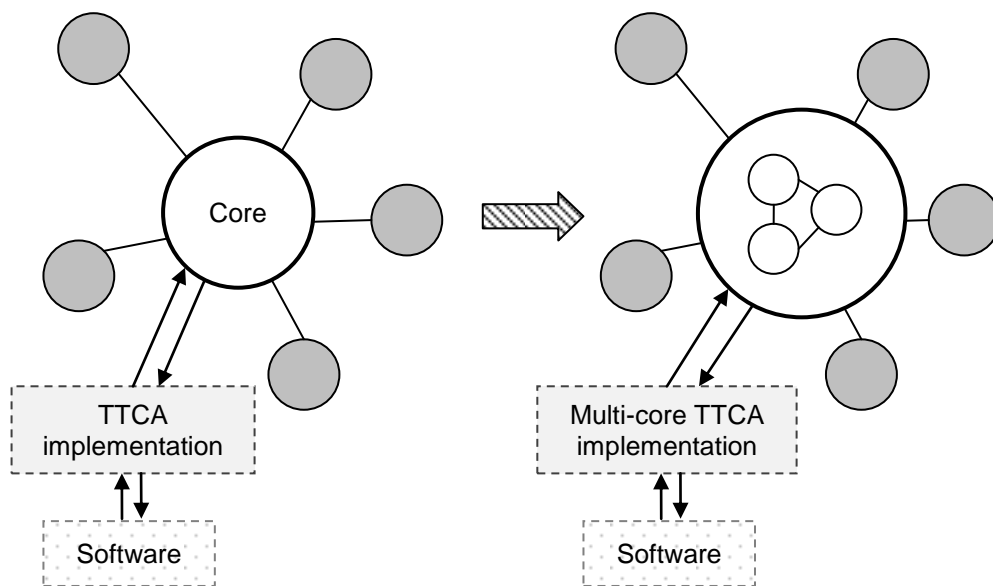 Core
TTCA
implementation
Software
Multi-core TTCA
implementation
Software